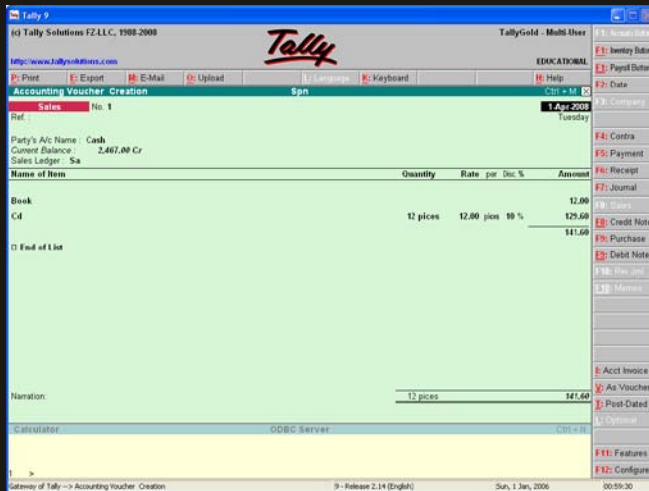 Tally 9
(c) Tally Solutions FZ-LLC, 1988-2008
Tally
TallyGold - Multi-User
http://www.tallysolutions.com
EDUCATIONAL
P: Print E: Export M: E-Mail O: Upload L: Language K: Keyboard H: Help
Accounting Voucher Creation Spn Ctrl + M
Sales No. 1 1-Apr-2008
Ref. : Tuesday
Party's A/c Name : Cash
Current Balance : 2,467.00 Cr
Sales Ledger : Sa
Name of Item Quantity Rate per Disc % Amount
Book 12.00
Cd 12 pices 12.00 10 % 129.60
141.60
End of List
Narration: 12 pices 141.60
Calculator ODBC Server Ctrl + N
1 >
Gateway of Tally --> Accounting Voucher Creation 9 - Release 2.14 (English) Sun, 1 Jan, 2006 00:59:30
F1: Inventory Button
F1: Payroll Button
F2: Date
F3: Company
F4: Contra
F5: Payment
F6: Receipt
F7: Journal
F8: Sales
F8: Credit Note
F9: Purchase
F9: Debit Note
F10: Rev Jrnl
F10: Memos
I: Acct Invoice
V: As Voucher
T: Post-Dated
L: Optional
F11: Features
F12: Configure